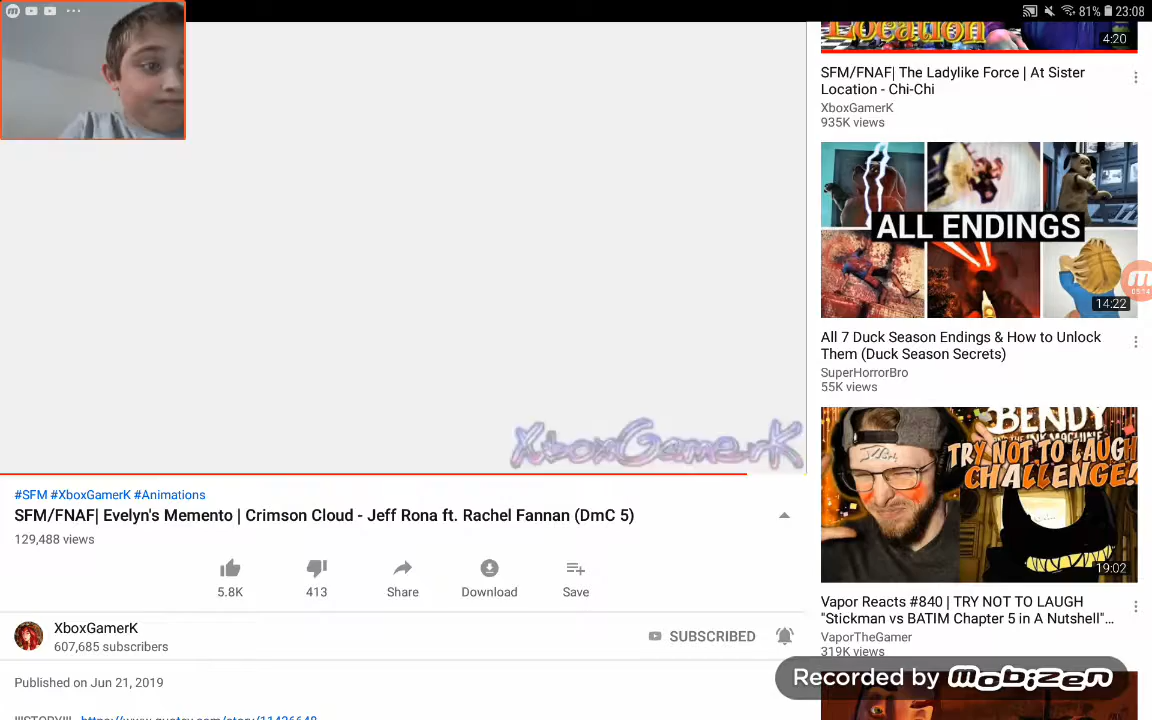 81% 23:08
Location
4:20
SFM/FNAF| The Ladylike Force | At Sister
Location - Chi-Chi
XboxGamerK
935K views
ALL ENDINGS
14:22
All 7 Duck Season Endings & How to Unlock
Them (Duck Season Secrets)
SuperHorrorBro
55K views
BENDY
TRY NOT TO LAUGH
CHALLENGE!
19:02
Vapor Reacts #840 | TRY NOT TO LAUGH
"Stickman vs BATIM Chapter 5 in A Nutshell"...
VaporTheGamer
319K views
Recorded by mobizen
XboxGamerK
#SFM #XboxGamerK #Animations
SFM/FNAF| Evelyn's Memento | Crimson Cloud - Jeff Rona ft. Rachel Fannan (DmC 5)
129,488 views
5.8K 413 Share Download Save
XboxGamerK
607,685 subscribers
SUBSCRIBED
Published on Jun 21, 2019